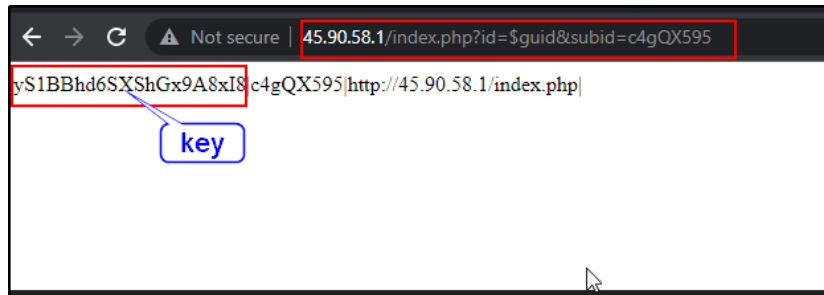 Not secure | 45.90.58.1/index.php?id=$guid&subid=c4gQX595
yS1BBhd6SXShGx9A8xI8|c4gQX595|http://45.90.58.1/index.php|
key